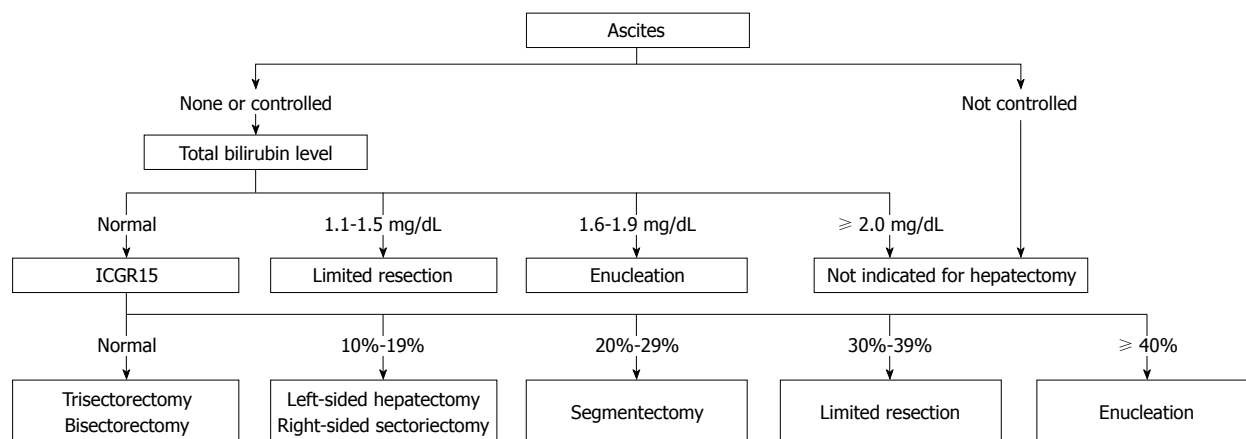 Ascites
None or controlled
Not controlled
Total bilirubin level
Normal
1.1-1.5 mg/dL
1.6-1.9 mg/dL
⩾ 2.0 mg/dL
ICGR15
Limited resection
Enucleation
Not indicated for hepatectomy
Normal
10%-19%
20%-29%
30%-39%
⩾ 40%
Trisectorectomy
Bisectorectomy
Left-sided hepatectomy
Right-sided sectoriectomy
Segmentectomy
Limited resection
Enucleation